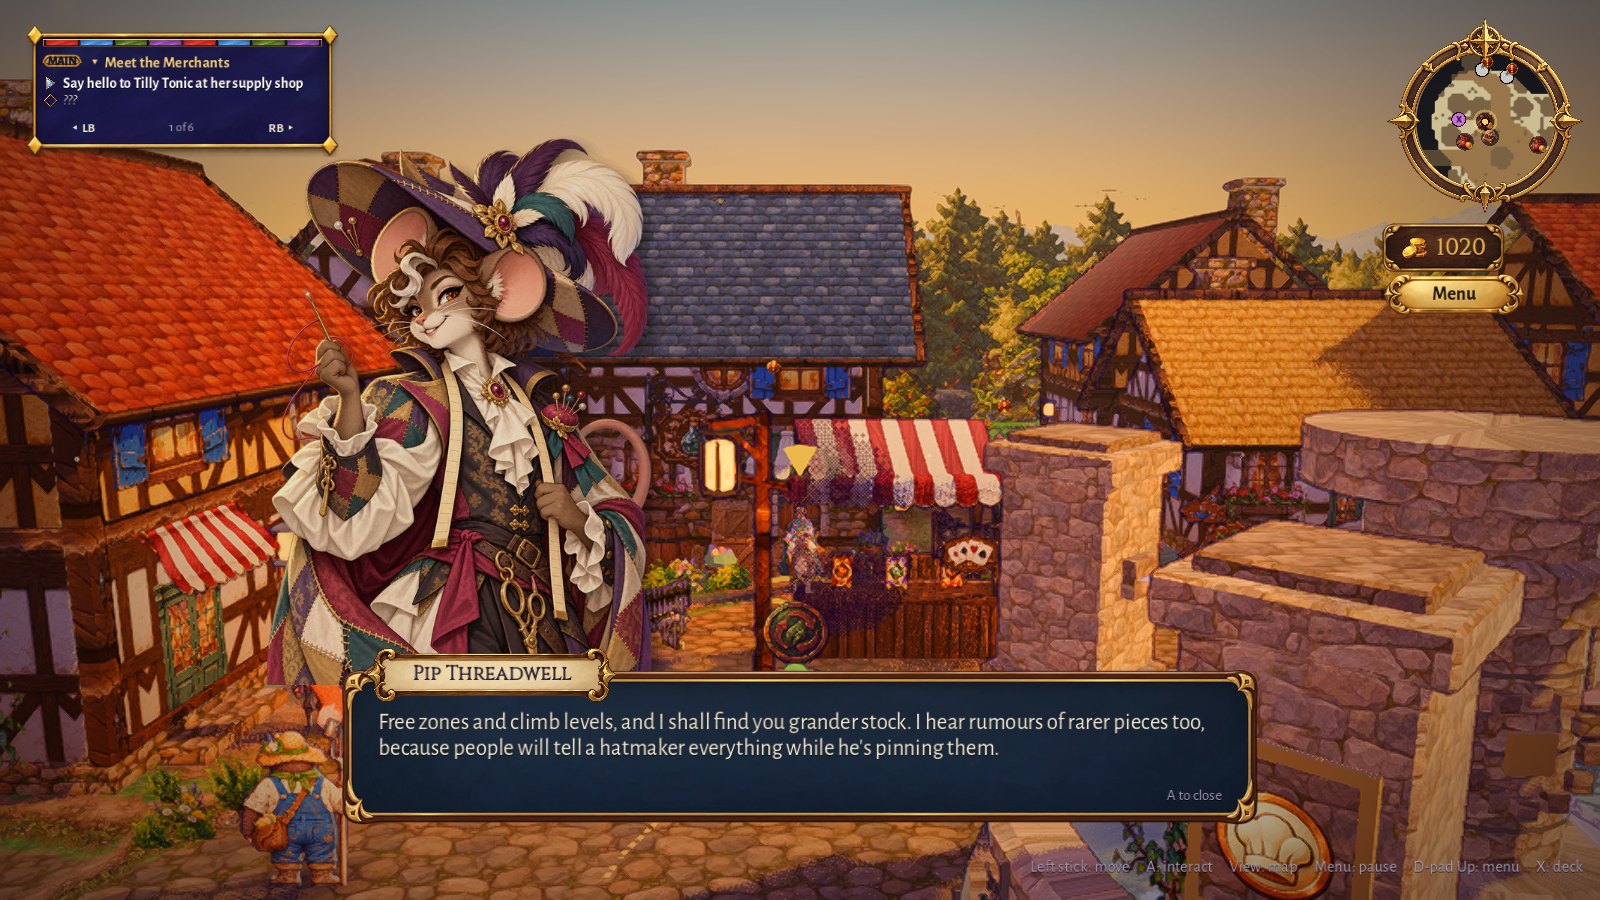 MAIN ▼ Meet the Merchants
Say hello to Tilly Tonic at her supply shop
???
◂ LB 1 of 6 RB ▸
X
1020
Menu
PIP THREADWELL
Free zones and climb levels, and I shall find you grander stock. I hear rumours of rarer pieces too,
because people will tell a hatmaker everything while he's pinning them.
A to close
Left stick: move A: interact View: map Menu: pause D-pad Up: menu X: deck